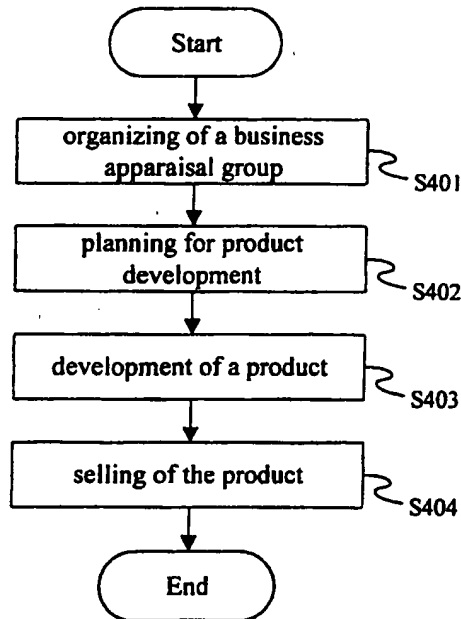 Start
organizing of a business
apparaisal group
S401
planning for product
development
S402
development of a product
S403
selling of the product
S404
End